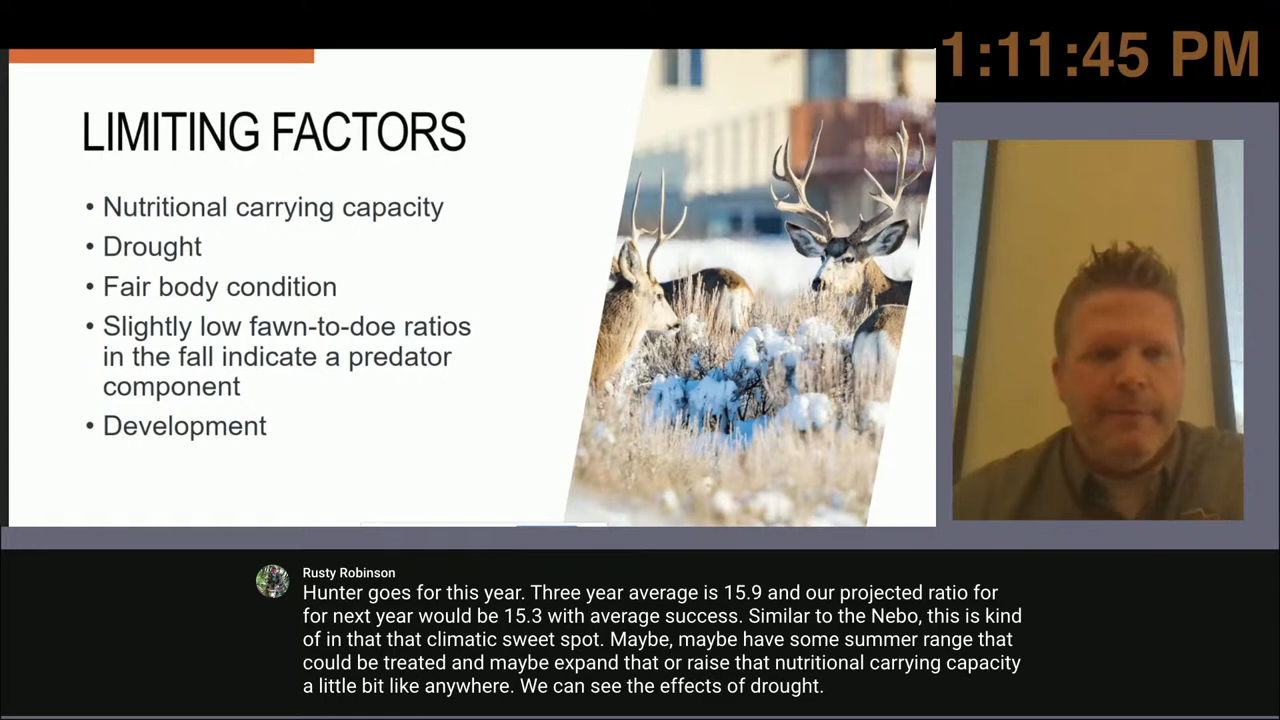 1:11:45 PM
LIMITING FACTORS
• Nutritional carrying capacity
• Drought
• Fair body condition
• Slightly low fawn-to-doe ratios
in the fall indicate a predator
component
• Development
Rusty Robinson
Hunter goes for this year. Three year average is 15.9 and our projected ratio for
for next year would be 15.3 with average success. Similar to the Nebo, this is kind
of in that that climatic sweet spot. Maybe, maybe have some summer range that
could be treated and maybe expand that or raise that nutritional carrying capacity
a little bit like anywhere. We can see the effects of drought.